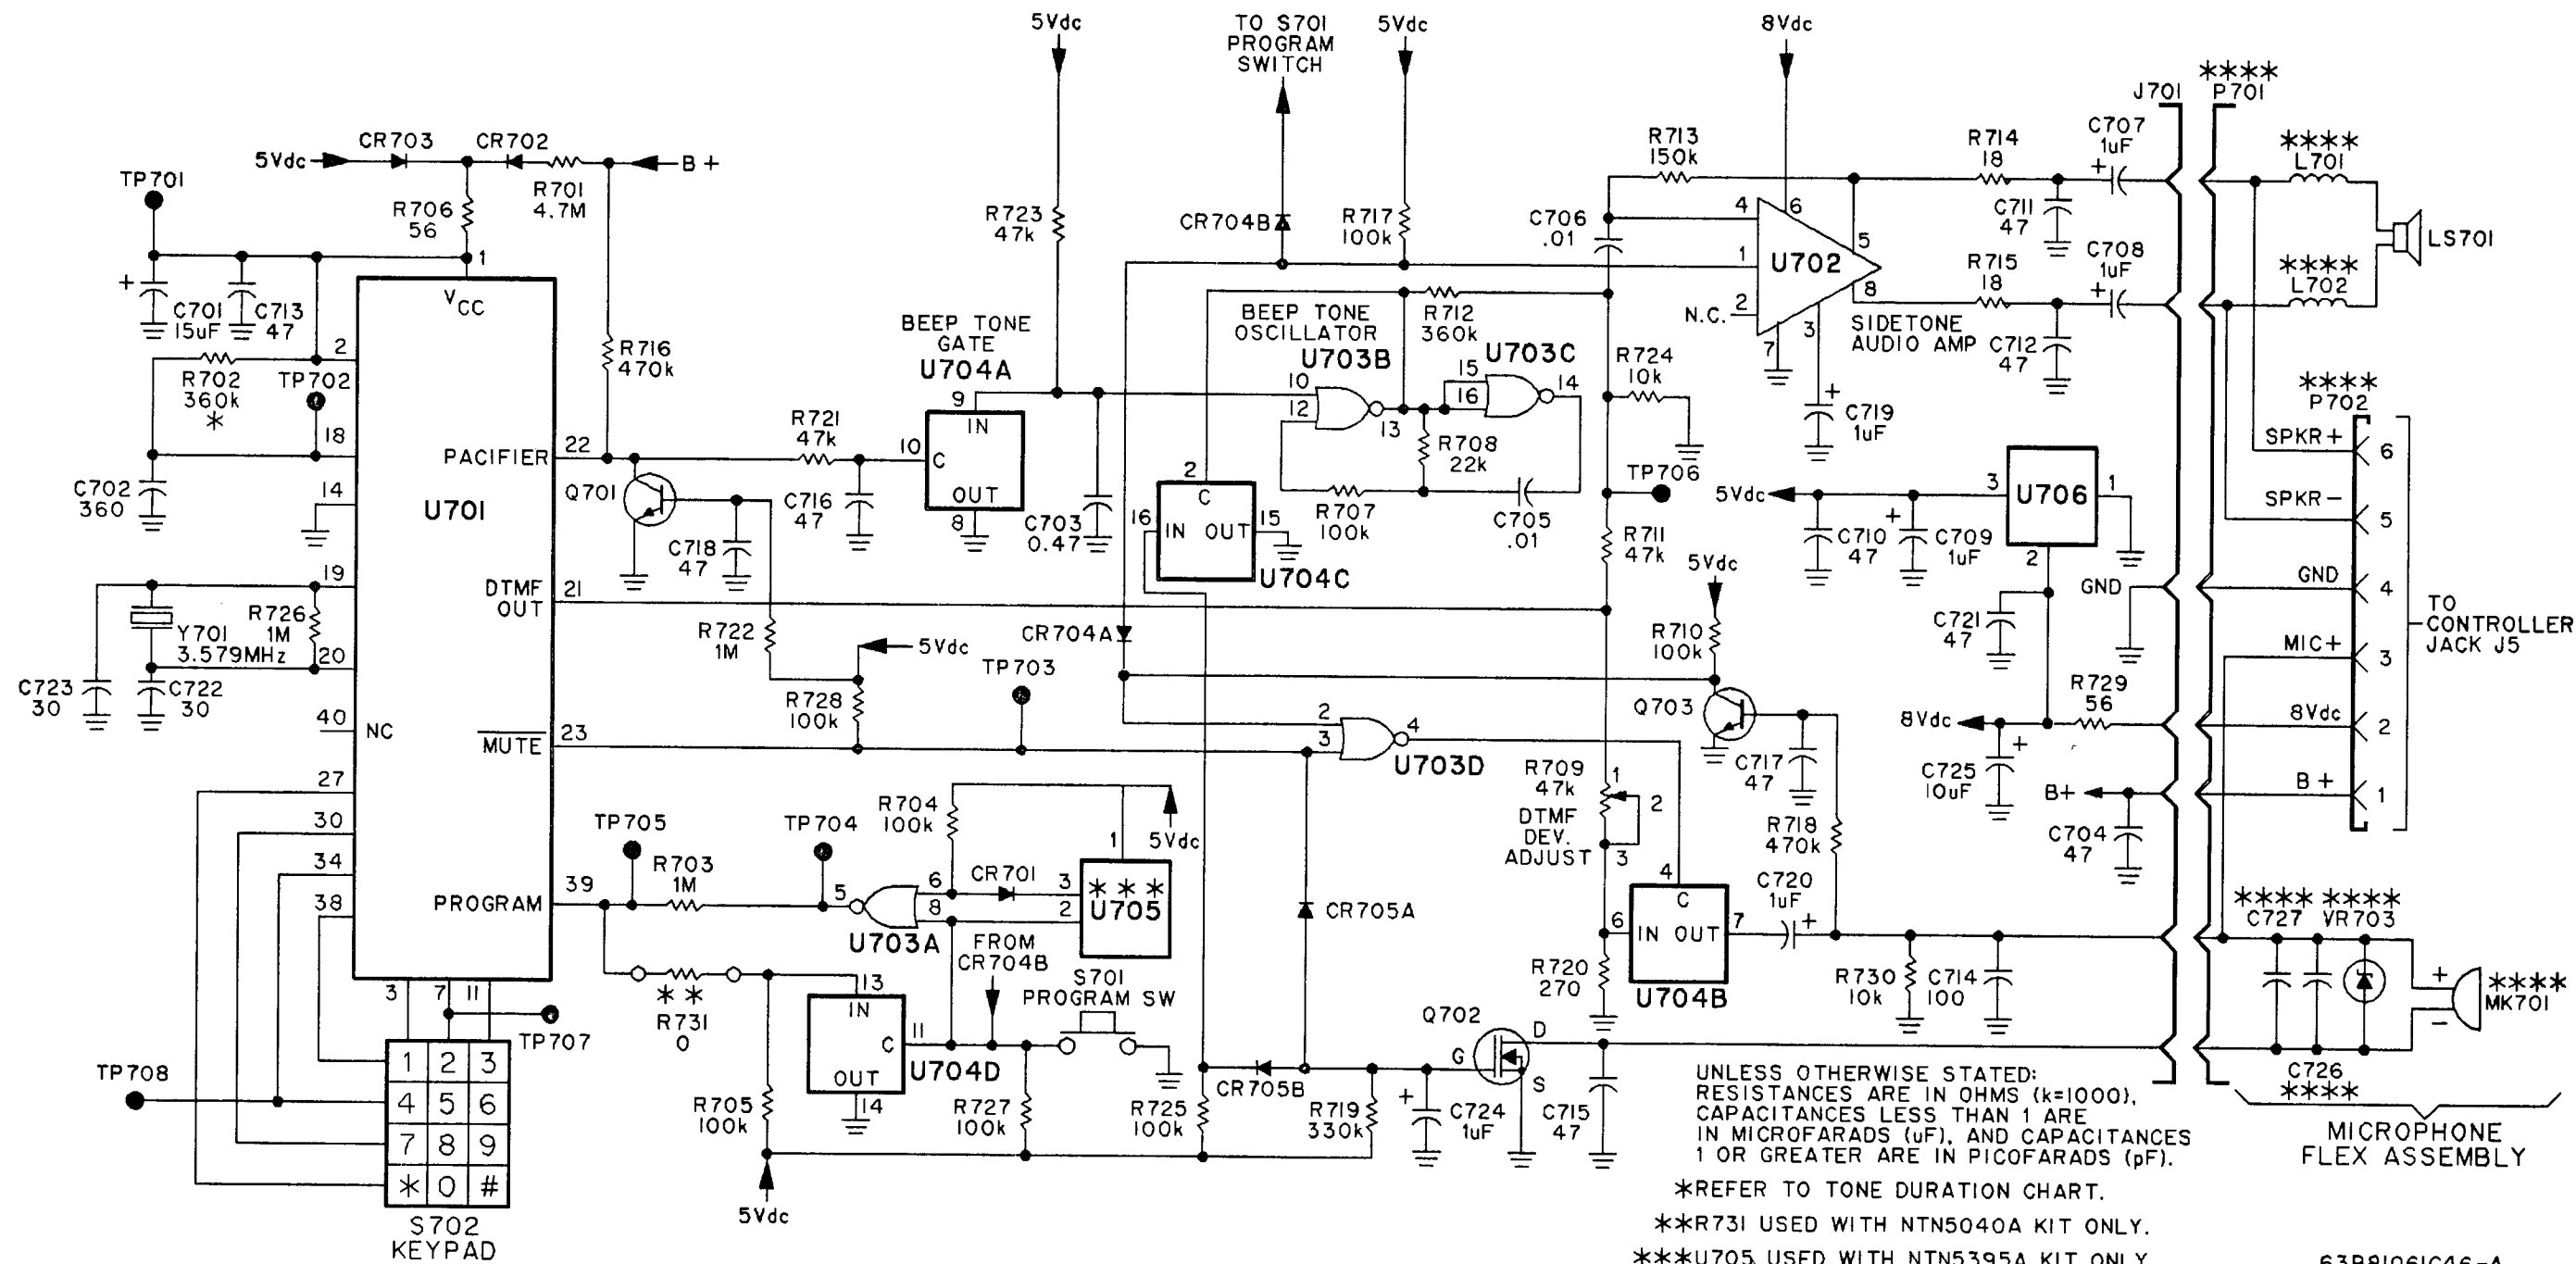 5Vdc
TO S701
PROGRAM
SWITCH
5Vdc
8Vdc
****
J701 P701
CR703
CR702
5Vdc
B+
R701
4.7M
TP701
R706
56
R723
47k
CR704B
R717
100k
C706
.01
R713
150k
R714
18
C707
1uF
+
****
L701
4
6
1
5
U702
C711
47
LS701
R715
18
C708
1uF
+
****
L702
2
N.C.
3
8
7
SIDETONE
AUDIO AMP
C712
47
+
C701
15uF
C713
47
1
VCC
2
R702
360k
*
TP702
18
C702
360
14
R716
470k
BEEP TONE
GATE
U704A
9
IN
10
C
OUT
8
BEEP TONE
OSCILLATOR
U703B
R712
360k
U703C
10
12
13
15
16
14
R724
10k
+
C719
1uF
****
P702
SPKR+
6
SPKR-
5
GND
4
MIC+
3
8Vdc
2
B+
1
TO
CONTROLLER
JACK J5
PACIFIER
22
U701
R721
47k
C716
47
Q701
C718
47
C703
0.47
R708
22k
R707
100k
C705
.01
2
C
16
IN OUT
15
U704C
TP706
R711
47k
5Vdc
3
U706
1
2
C710
47
+
C709
1uF
C721
47
GND
19
Y701
3.579MHz
R726
1M
20
C723
30
C722
30
DTMF
OUT
21
R722
1M
5Vdc
R728
100k
TP703
CR704A
5Vdc
R710
100k
Q703
C717
47
R729
56
8Vdc
+
C725
10uF
B+
C704
47
40
NC
MUTE
23
2
3
4
U703D
27
30
34
38
R709
47k
1
2
3
DTMF
DEV.
ADJUST
R718
470k
PROGRAM
39
TP705
R703
1M
TP704
R704
100k
5Vdc
5
6
8
U703A
CR701
1
3
2
***
U705
CR705A
4
C
6
IN OUT
7
U704B
C720
1uF
+
R720
270
R730
10k
C714
100
****
C727
****
VR703
+
-
****
MK701
C726
****
**
R731
0
13
IN
C
11
OUT
14
U704D
FROM
CR704B
S701
PROGRAM SW
3
7
11
TP707
TP708
1 2 3
4 5 6
7 8 9
* 0 #
S702
KEYPAD
R705
100k
R727
100k
R725
100k
CR705B
R719
330k
+
C724
1uF
Q702
G
D
S
C715
47
5Vdc
UNLESS OTHERWISE STATED:
RESISTANCES ARE IN OHMS (k=1000),
CAPACITANCES LESS THAN 1 ARE
IN MICROFARADS (uF), AND CAPACITANCES
1 OR GREATER ARE IN PICOFARADS (pF).
*REFER TO TONE DURATION CHART.
**R731 USED WITH NTN5040A KIT ONLY.
***U705 USED WITH NTN5395A KIT ONLY
MICROPHONE
FLEX ASSEMBLY
63B81061C46-A